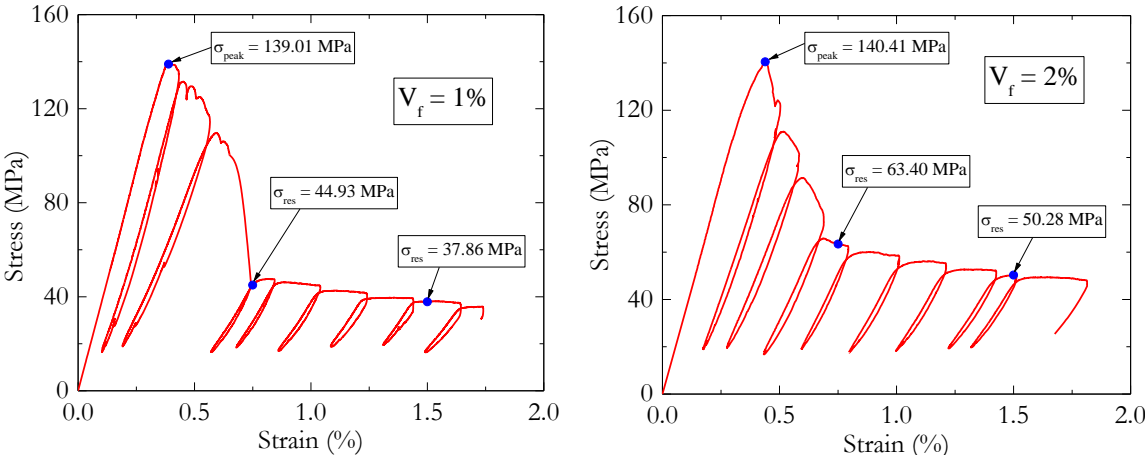 160
120
80
40
0
Stress (MPa)
0.0
0.5
1.0
1.5
2.0
Strain (%)
σpeak = 139.01 MPa
Vf = 1%
σres = 44.93 MPa
σres = 37.86 MPa
160
120
80
40
0
Stress (MPa)
0.0
0.5
1.0
1.5
2.0
Strain (%)
σpeak = 140.41 MPa
Vf = 2%
σres = 63.40 MPa
σres = 50.28 MPa